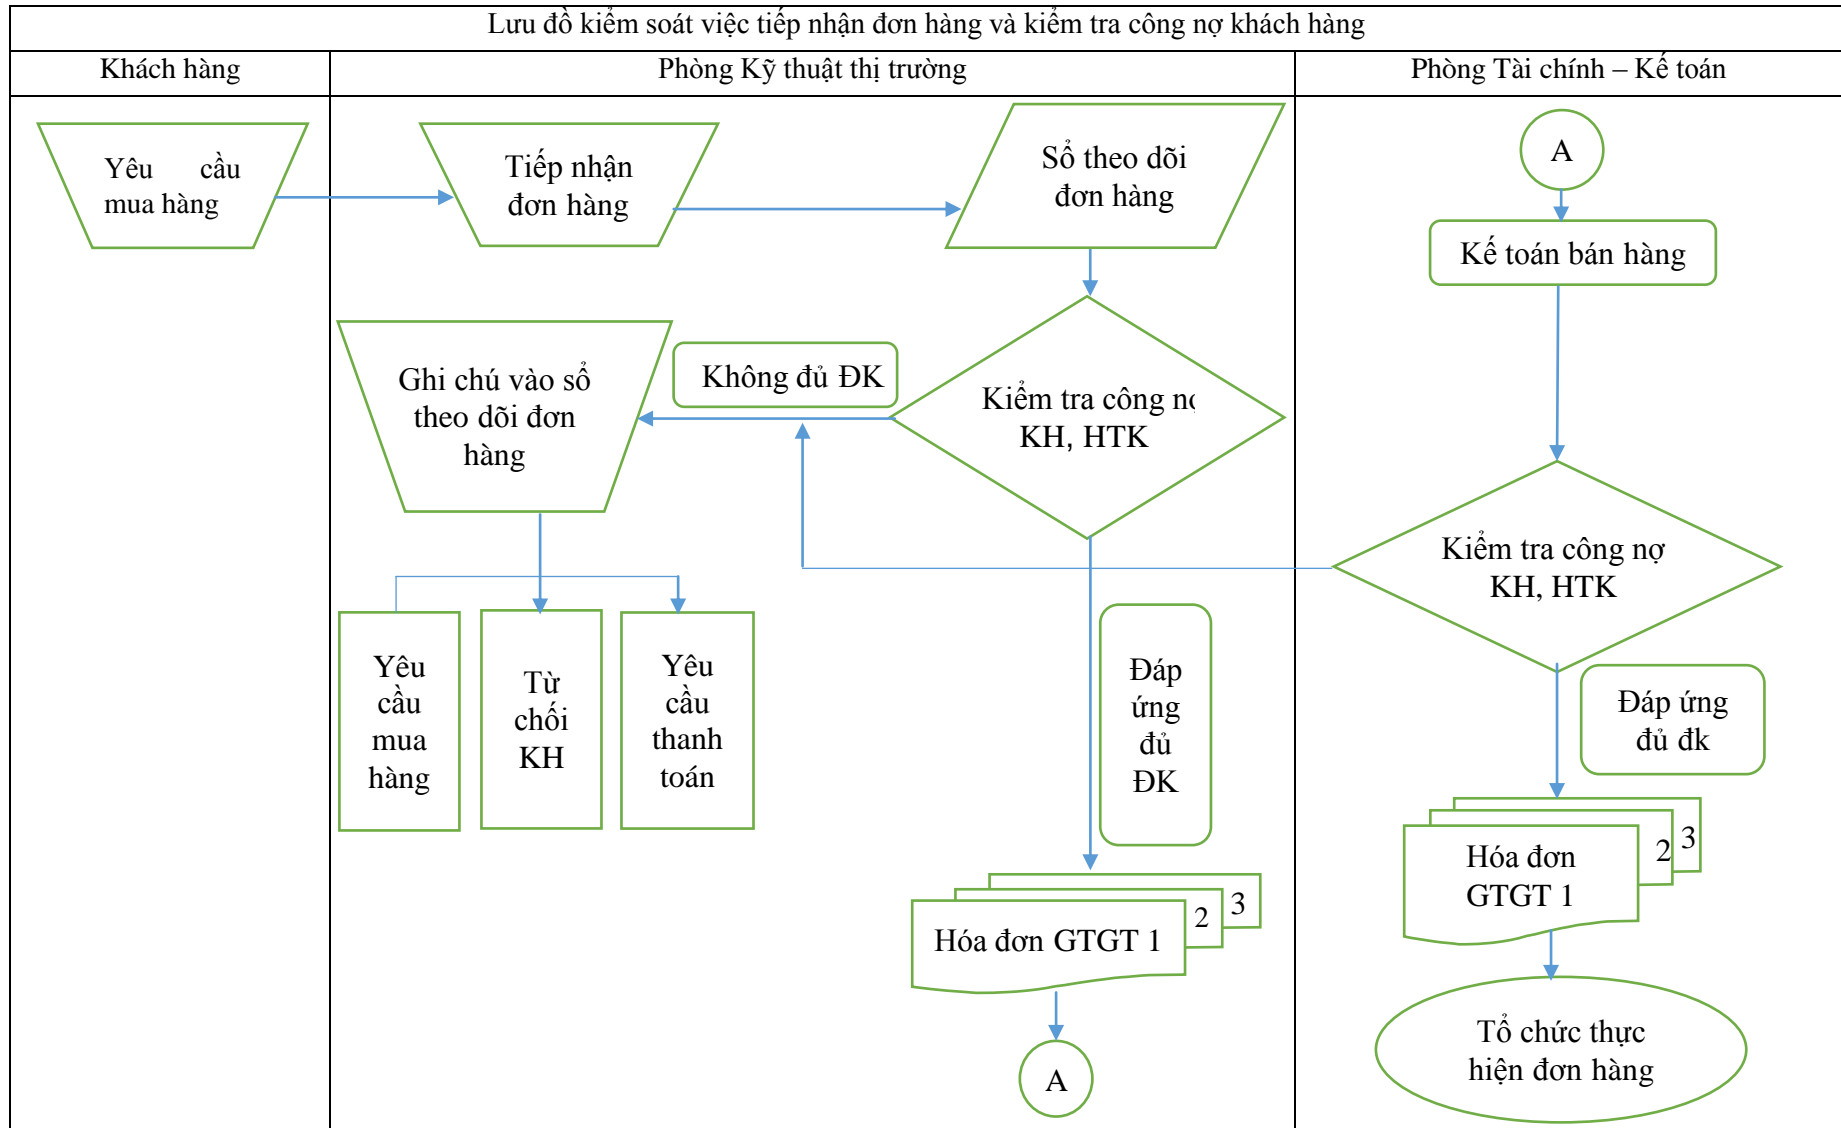 Lưu đồ kiểm soát việc tiếp nhận đơn hàng và kiểm tra công nợ khách hàng
Khách hàng
Phòng Kỹ thuật thị trường
Phòng Tài chính – Kế toán
Yêu cầu
mua hàng
Tiếp nhận
đơn hàng
Sổ theo dõi
đơn hàng
A
Kế toán bán hàng
Ghi chú vào sổ
theo dõi đơn
hàng
Không đủ ĐK
Kiểm tra công nợ
KH, HTK
Kiểm tra công nợ
KH, HTK
Yêu
cầu
mua
hàng
Từ
chối
KH
Yêu
cầu
thanh
toán
Đáp
ứng
đủ
ĐK
Đáp ứng
đủ đk
Hóa đơn GTGT 1
2
3
A
Hóa đơn
GTGT 1
2
3
Tổ chức thực
hiện đơn hàng